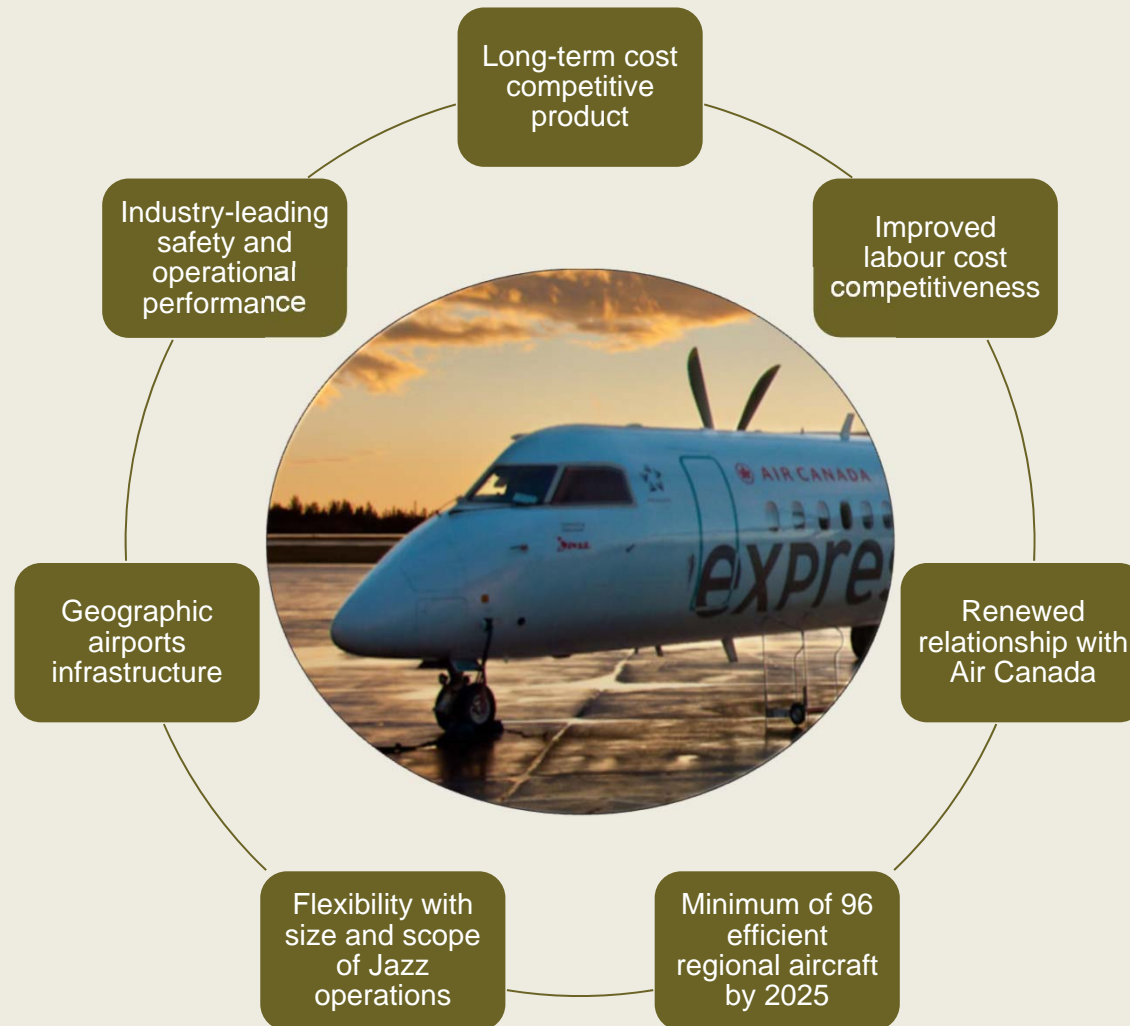 Long-term cost
competitive
product
Improved
labour cost
competitiveness
Renewed
relationship with
Air Canada
Minimum of 96
efficient
regional aircraft
by 2025
Flexibility with
size and scope
of Jazz
operations
Geographic
airports
infrastructure
Industry-leading
safety and
operational
performance
AIR CANADA
expres